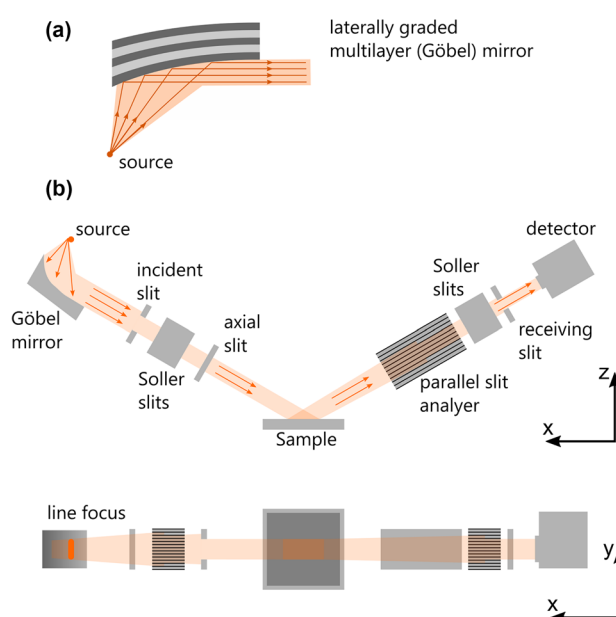 (a)
laterally graded
multilayer (Göbel) mirror
source
(b)
source
detector
incident
slit
Soller
slits
axial
slit
Göbel
mirror
receiving
slit
Soller
slits
parallel slit
analyer
z
x
Sample
line focus
y
x